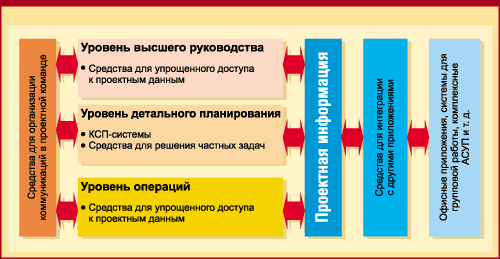 Средства для организации
коммуникаций в проектной команде
Уровень высшего руководства
• Средства для упрощенного доступа
к проектным данным
Уровень детального планирования
• КСП-системы
• Средства для решения частных задач
Уровень операций
• Средства для упрощенного доступа
к проектным данным
Проектная информация
Средства для интеграции
с другими приложениями
Офисные приложения, системы для
групповой работы, комплексные
АСУП и т. д.